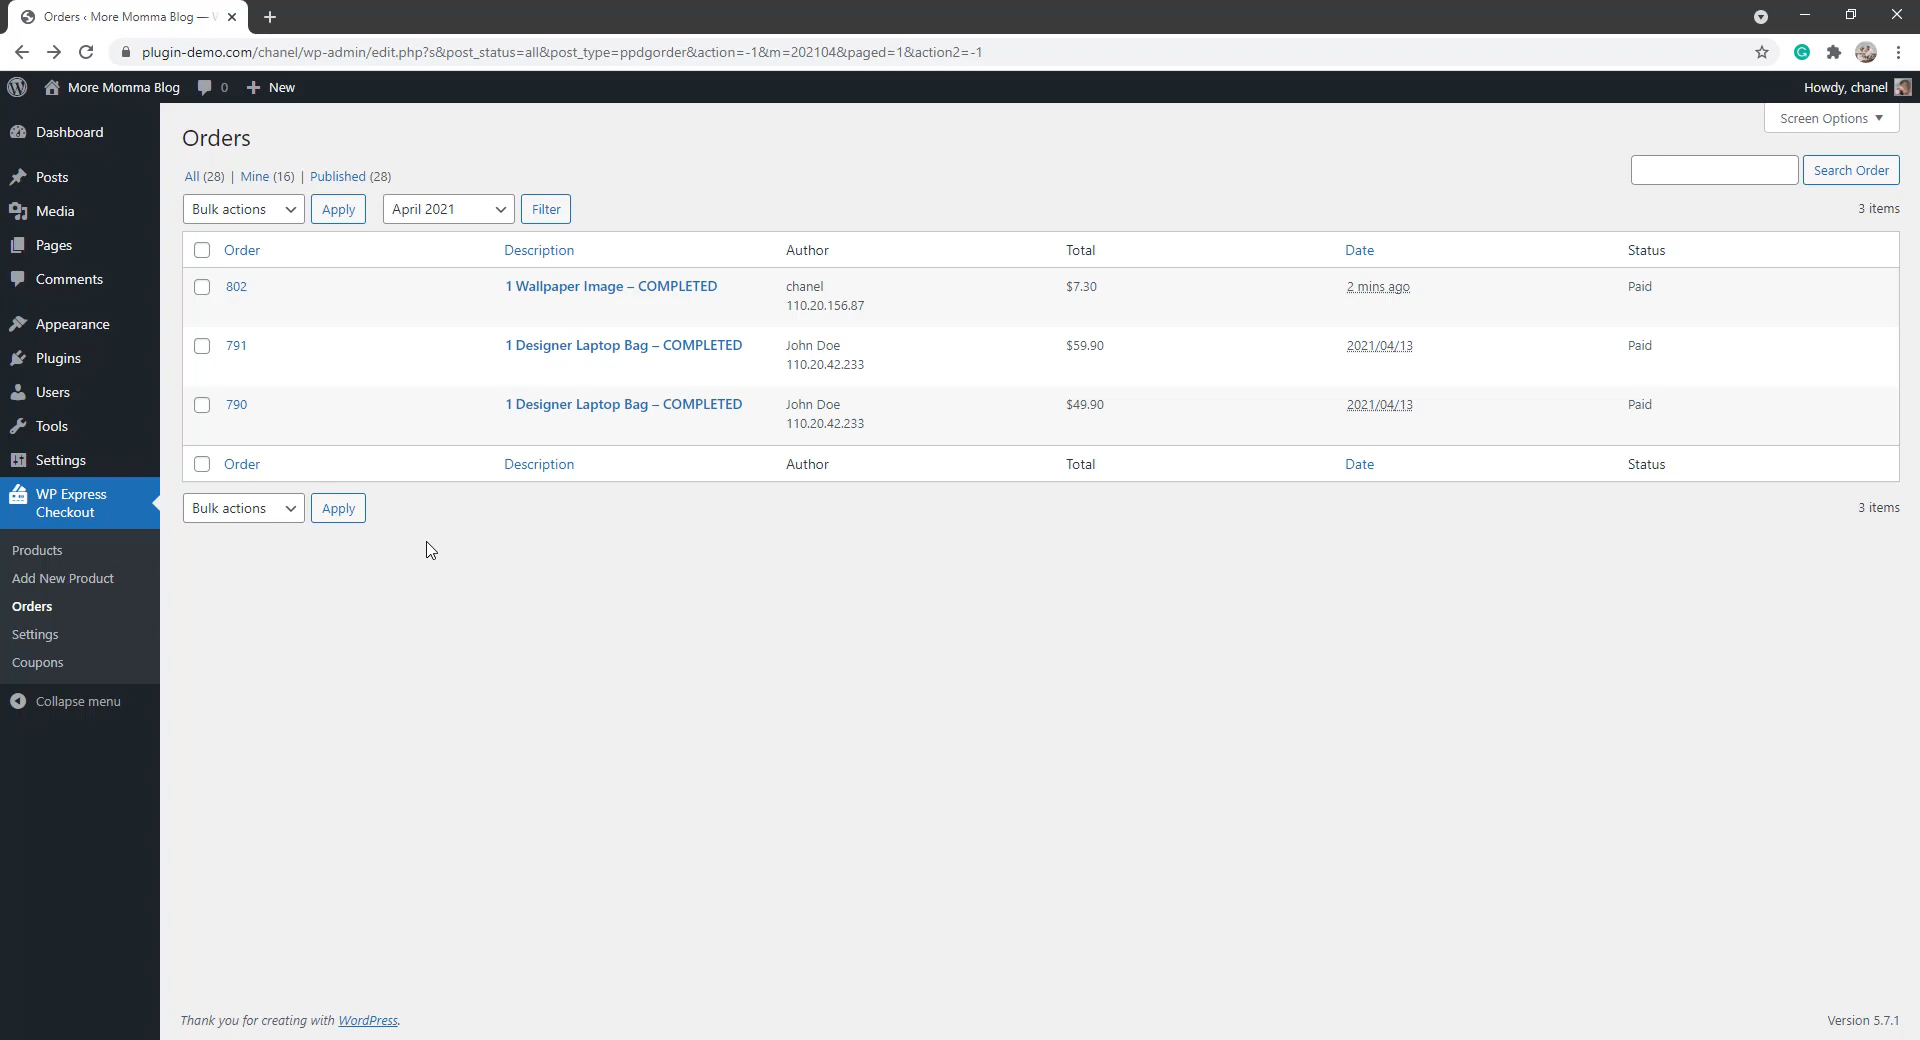 Orders ‹ More Momma Blog —
plugin-demo.com/chanel/wp-admin/edit.php?s&post_status=all&post_type=ppdgorder&action=-1&m=202104&paged=1&action2=-1
More Momma Blog 0 New Howdy, chanel
Screen Options
Dashboard
Posts
Media
Pages
Comments
Appearance
Plugins
Users
Tools
Settings
WP Express
Checkout
Products
Add New Product
Orders
Settings
Coupons
Collapse menu
Orders
All (28) | Mine (16) | Published (28)
Search Order
Bulk actions Apply April 2021 Filter 3 items
Order Description Author Total Date Status
802 1 Wallpaper Image – COMPLETED chanel $7.30 2 mins ago Paid
110.20.156.87
791 1 Designer Laptop Bag – COMPLETED John Doe $59.90 2021/04/13 Paid
110.20.42.233
790 1 Designer Laptop Bag – COMPLETED John Doe $49.90 2021/04/13 Paid
110.20.42.233
Order Description Author Total Date Status
Bulk actions Apply 3 items
Thank you for creating with WordPress. Version 5.7.1